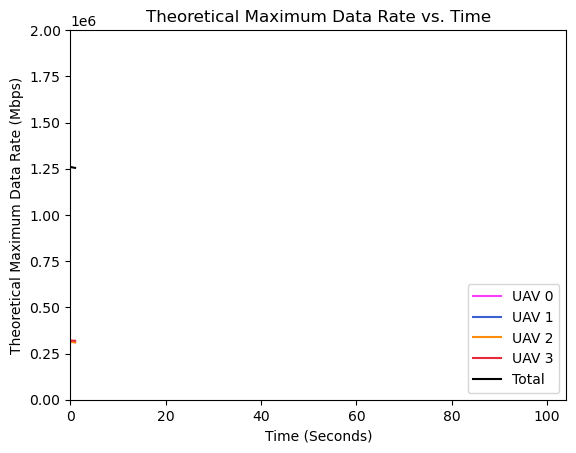 Theoretical Maximum Data Rate vs. Time
1e6
2.00
1.75
1.50
1.25
1.00
0.75
0.50
0.25
0.00
Theoretical Maximum Data Rate (Mbps)
UAV 0
UAV 1
UAV 2
UAV 3
Total
0 20 40 60 80 100
Time (Seconds)